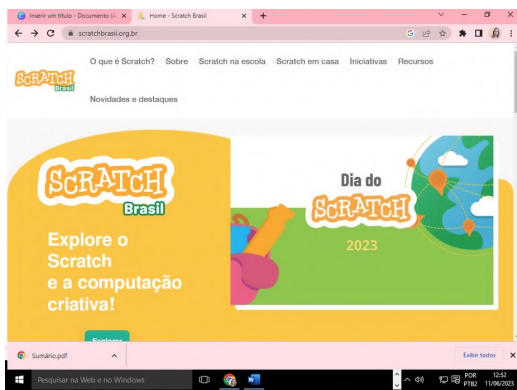 Inserir um título - Documento (A
Home - Scratch Brasil
scratchbrasil.org.br
SCRATCH
Brasil
O que é Scratch? Sobre Scratch na escola Scratch em casa Iniciativas Recursos
Novidades e destaques
SCRATCH
Brasil
Explore o
Scratch
e a computação
criativa!
Explorar
Dia do
SCRATCH
2023
Sumário.pdf
Exibir todos
Pesquisar na Web e no Windows
POR
PTB2
12:52
11/06/2023